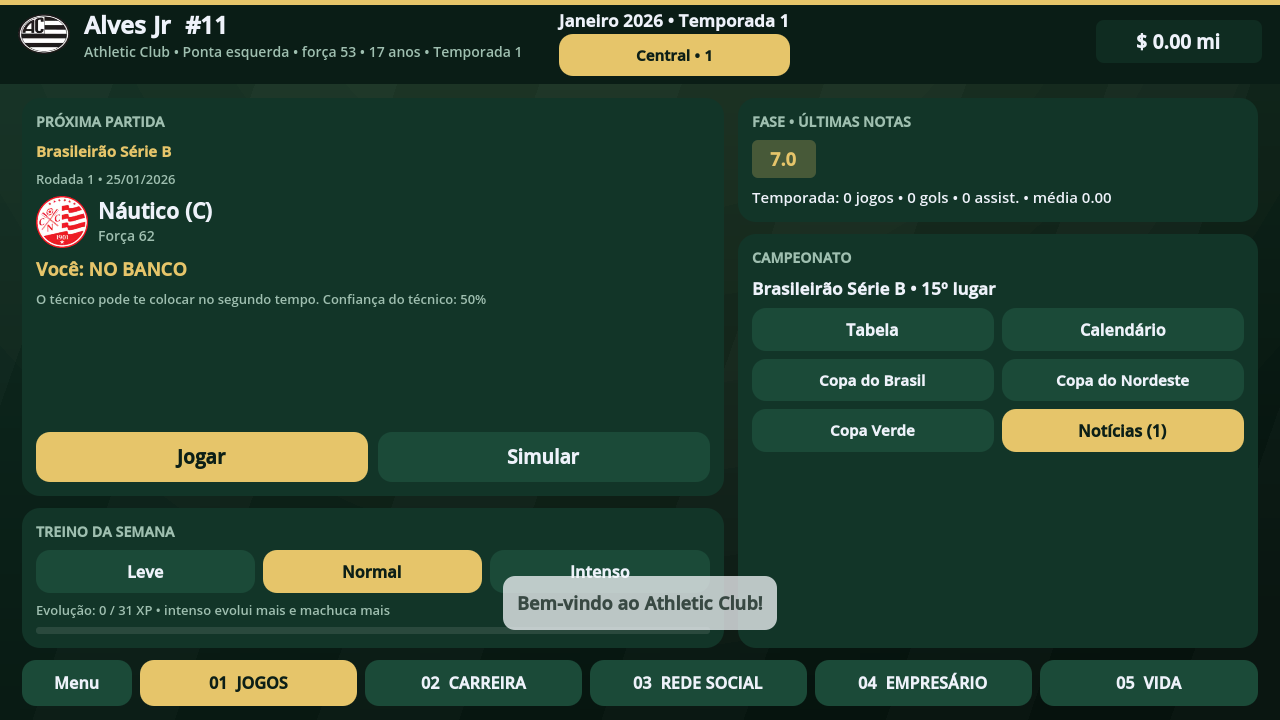 AC
Alves Jr #11
Athletic Club • Ponta esquerda • força 53 • 17 anos • Temporada 1
Janeiro 2026 • Temporada 1
Central • 1
$ 0.00 mi
PRÓXIMA PARTIDA
Brasileirão Série B
Rodada 1 • 25/01/2026
Náutico (C)
Força 62
Você: NO BANCO
O técnico pode te colocar no segundo tempo. Confiança do técnico: 50%
Jogar
Simular
TREINO DA SEMANA
Leve
Normal
Intenso
Evolução: 0 / 31 XP • intenso evolui mais e machuca mais
Bem-vindo ao Athletic Club!
FASE • ÚLTIMAS NOTAS
7.0
Temporada: 0 jogos • 0 gols • 0 assist. • média 0.00
CAMPEONATO
Brasileirão Série B • 15º lugar
Tabela
Calendário
Copa do Brasil
Copa do Nordeste
Copa Verde
Notícias (1)
Menu
01 JOGOS
02 CARREIRA
03 REDE SOCIAL
04 EMPRESÁRIO
05 VIDA